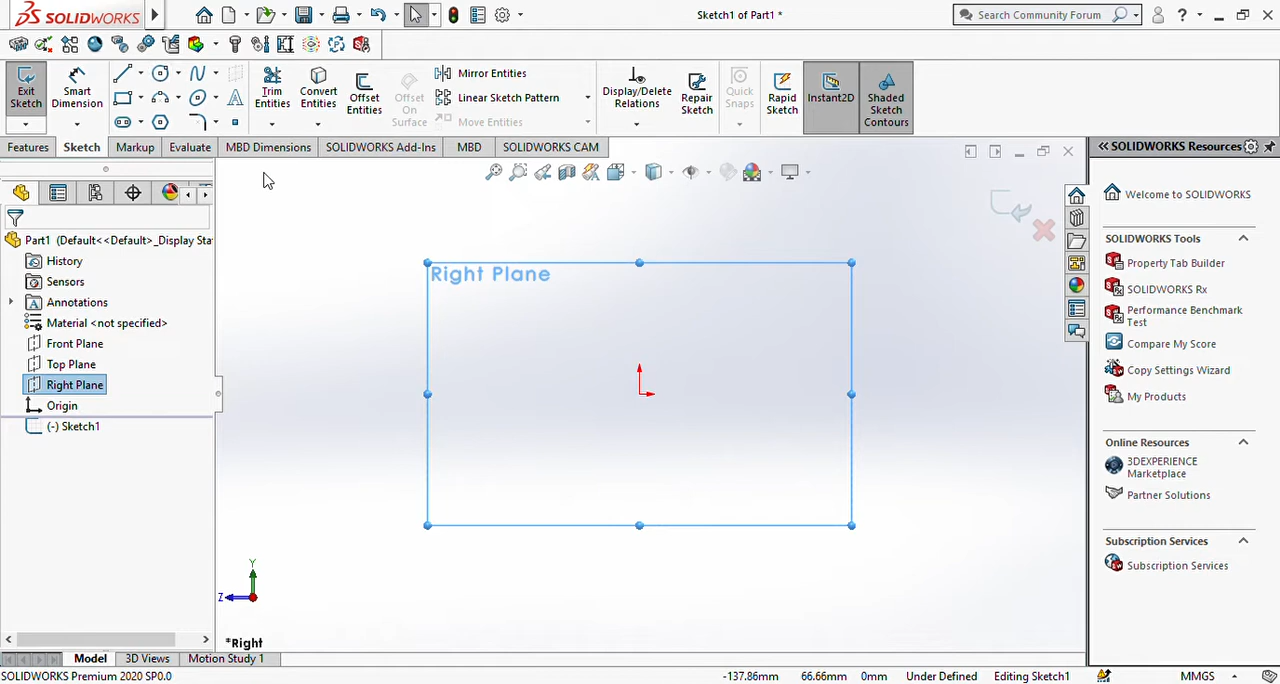 SOLIDWORKS
Sketch1 of Part1 *
Search Community Forum
?
Exit Sketch
Smart Dimension
Trim Entities
Convert Entities
Offset Entities
Offset On Surface
Mirror Entities
Linear Sketch Pattern
Move Entities
Display/Delete Relations
Repair Sketch
Quick Snaps
Rapid Sketch
Instant2D
Shaded Sketch Contours
Features Sketch Markup Evaluate MBD Dimensions SOLIDWORKS Add-Ins MBD SOLIDWORKS CAM
Part1 (Default<<Default>_Display Sta
History
Sensors
Annotations
Material <not specified>
Front Plane
Top Plane
Right Plane
Origin
(-) Sketch1
Right Plane
Y
Z
*Right
SOLIDWORKS Resources
Welcome to SOLIDWORKS
SOLIDWORKS Tools
Property Tab Builder
SOLIDWORKS Rx
Performance Benchmark
Test
Compare My Score
Copy Settings Wizard
My Products
Online Resources
3DEXPERIENCE
Marketplace
Partner Solutions
Subscription Services
Subscription Services
Model 3D Views Motion Study 1
SOLIDWORKS Premium 2020 SP0.0
-137.86mm 66.66mm 0mm Under Defined Editing Sketch1 MMGS